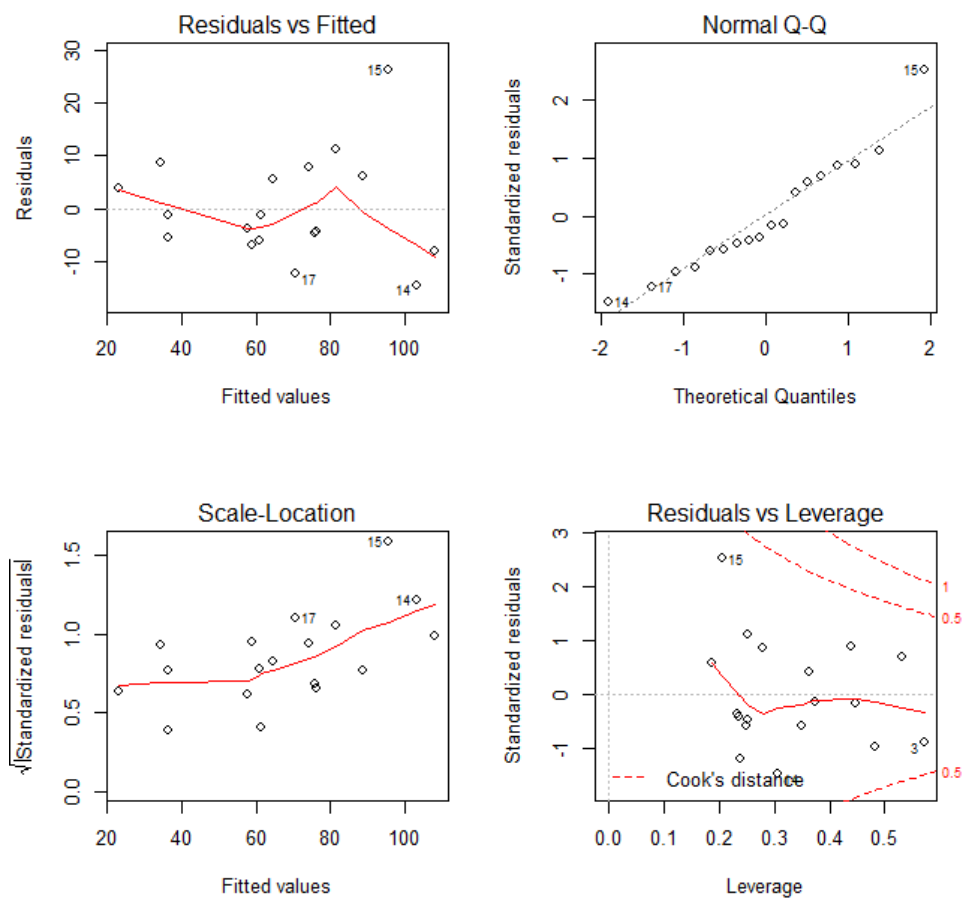 Residuals vs Fitted
Residuals
30
20
10
0
-10
15
17
14
20 40 60 80 100
Fitted values
Normal Q-Q
Standardized residuals
2
1
0
-1
15
14
17
-2 -1 0 1 2
Theoretical Quantiles
Scale-Location
√|Standardized residuals|
1.5
1.0
0.5
0.0
15
14
17
20 40 60 80 100
Fitted values
Residuals vs Leverage
Standardized residuals
3
2
1
0
-1
15
1
0.5
3
0.5
14
Cook's distance
0.0 0.1 0.2 0.3 0.4 0.5
Leverage